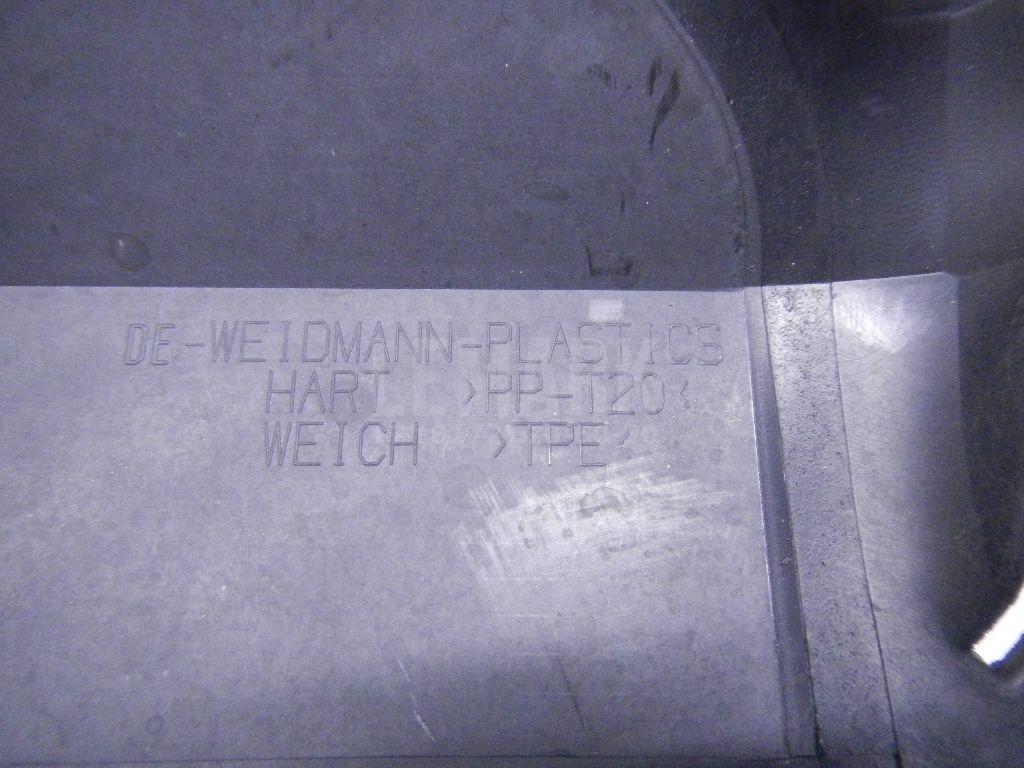 DE-WEIDMANN-PLASTICS
HART >PP-T20<
WEICH >TPE<